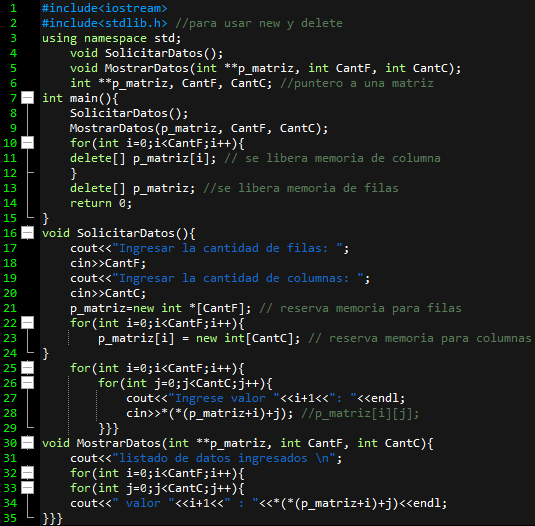 1 #include<iostream>
2 #include<stdlib.h> //para usar new y delete
3 using namespace std;
4 void SolicitarDatos();
5 void MostrarDatos(int **p_matriz, int CantF, int CantC);
6 int **p_matriz, CantF, CantC; //puntero a una matriz
7 int main(){
8 SolicitarDatos();
9 MostrarDatos(p_matriz, CantF, CantC);
10 for(int i=0;i<CantF;i++){
11 delete[] p_matriz[i]; // se libera memoria de columna
12 }
13 delete[] p_matriz; //se libera memoria de filas
14 return 0;
15 }
16 void SolicitarDatos(){
17 cout<<"Ingresar la cantidad de filas: ";
18 cin>>CantF;
19 cout<<"Ingresar la cantidad de columnas: ";
20 cin>>CantC;
21 p_matriz=new int *[CantF]; // reserva memoria para filas
22 for(int i=0;i<CantF;i++){
23 p_matriz[i] = new int[CantC]; // reserva memoria para columnas
24 }
25 for(int i=0;i<CantF;i++){
26 for(int j=0;j<CantC;j++){
27 cout<<"Ingrese valor "<<i+1<<": "<<endl;
28 cin>>*(*(p_matriz+i)+j); //p_matriz[i][j];
29 }}}
30 void MostrarDatos(int **p_matriz, int CantF, int CantC){
31 cout<<"listado de datos ingresados \n";
32 for(int i=0;i<CantF;i++){
33 for(int j=0;j<CantC;j++){
34 cout<<" valor "<<i+1<<" : "<<*(*(p_matriz+i)+j)<<endl;
35 }}}